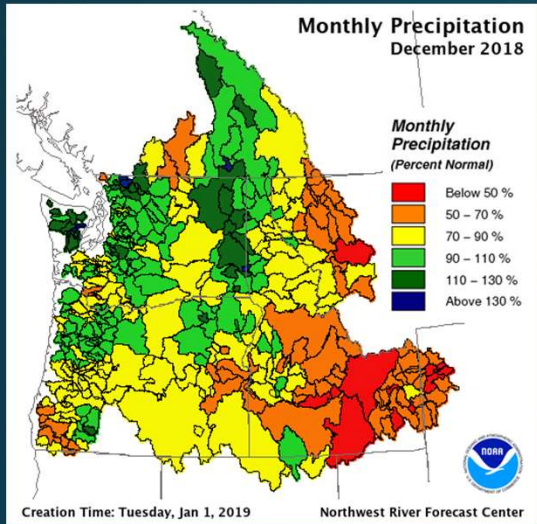 Monthly Precipitation
December 2018
Monthly
Precipitation
(Percent Normal)
Below 50 %
50 – 70 %
70 – 90 %
90 – 110 %
110 – 130 %
Above 130 %
NOAA
Creation Time: Tuesday, Jan 1, 2019
Northwest River Forecast Center